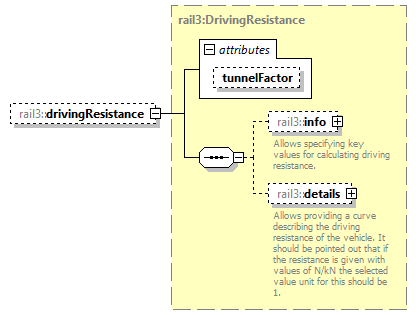 rail3:DrivingResistance
attributes
tunnelFactor
rail3::drivingResistance
rail3::info
Allows specifying key
values for calculating driving
resistance.
rail3::details
Allows providing a curve
describing the driving
resistance of the vehicle. It
should be pointed out that if
the resistance is given with
values of N/kN the selected
value unit for this should be
1.